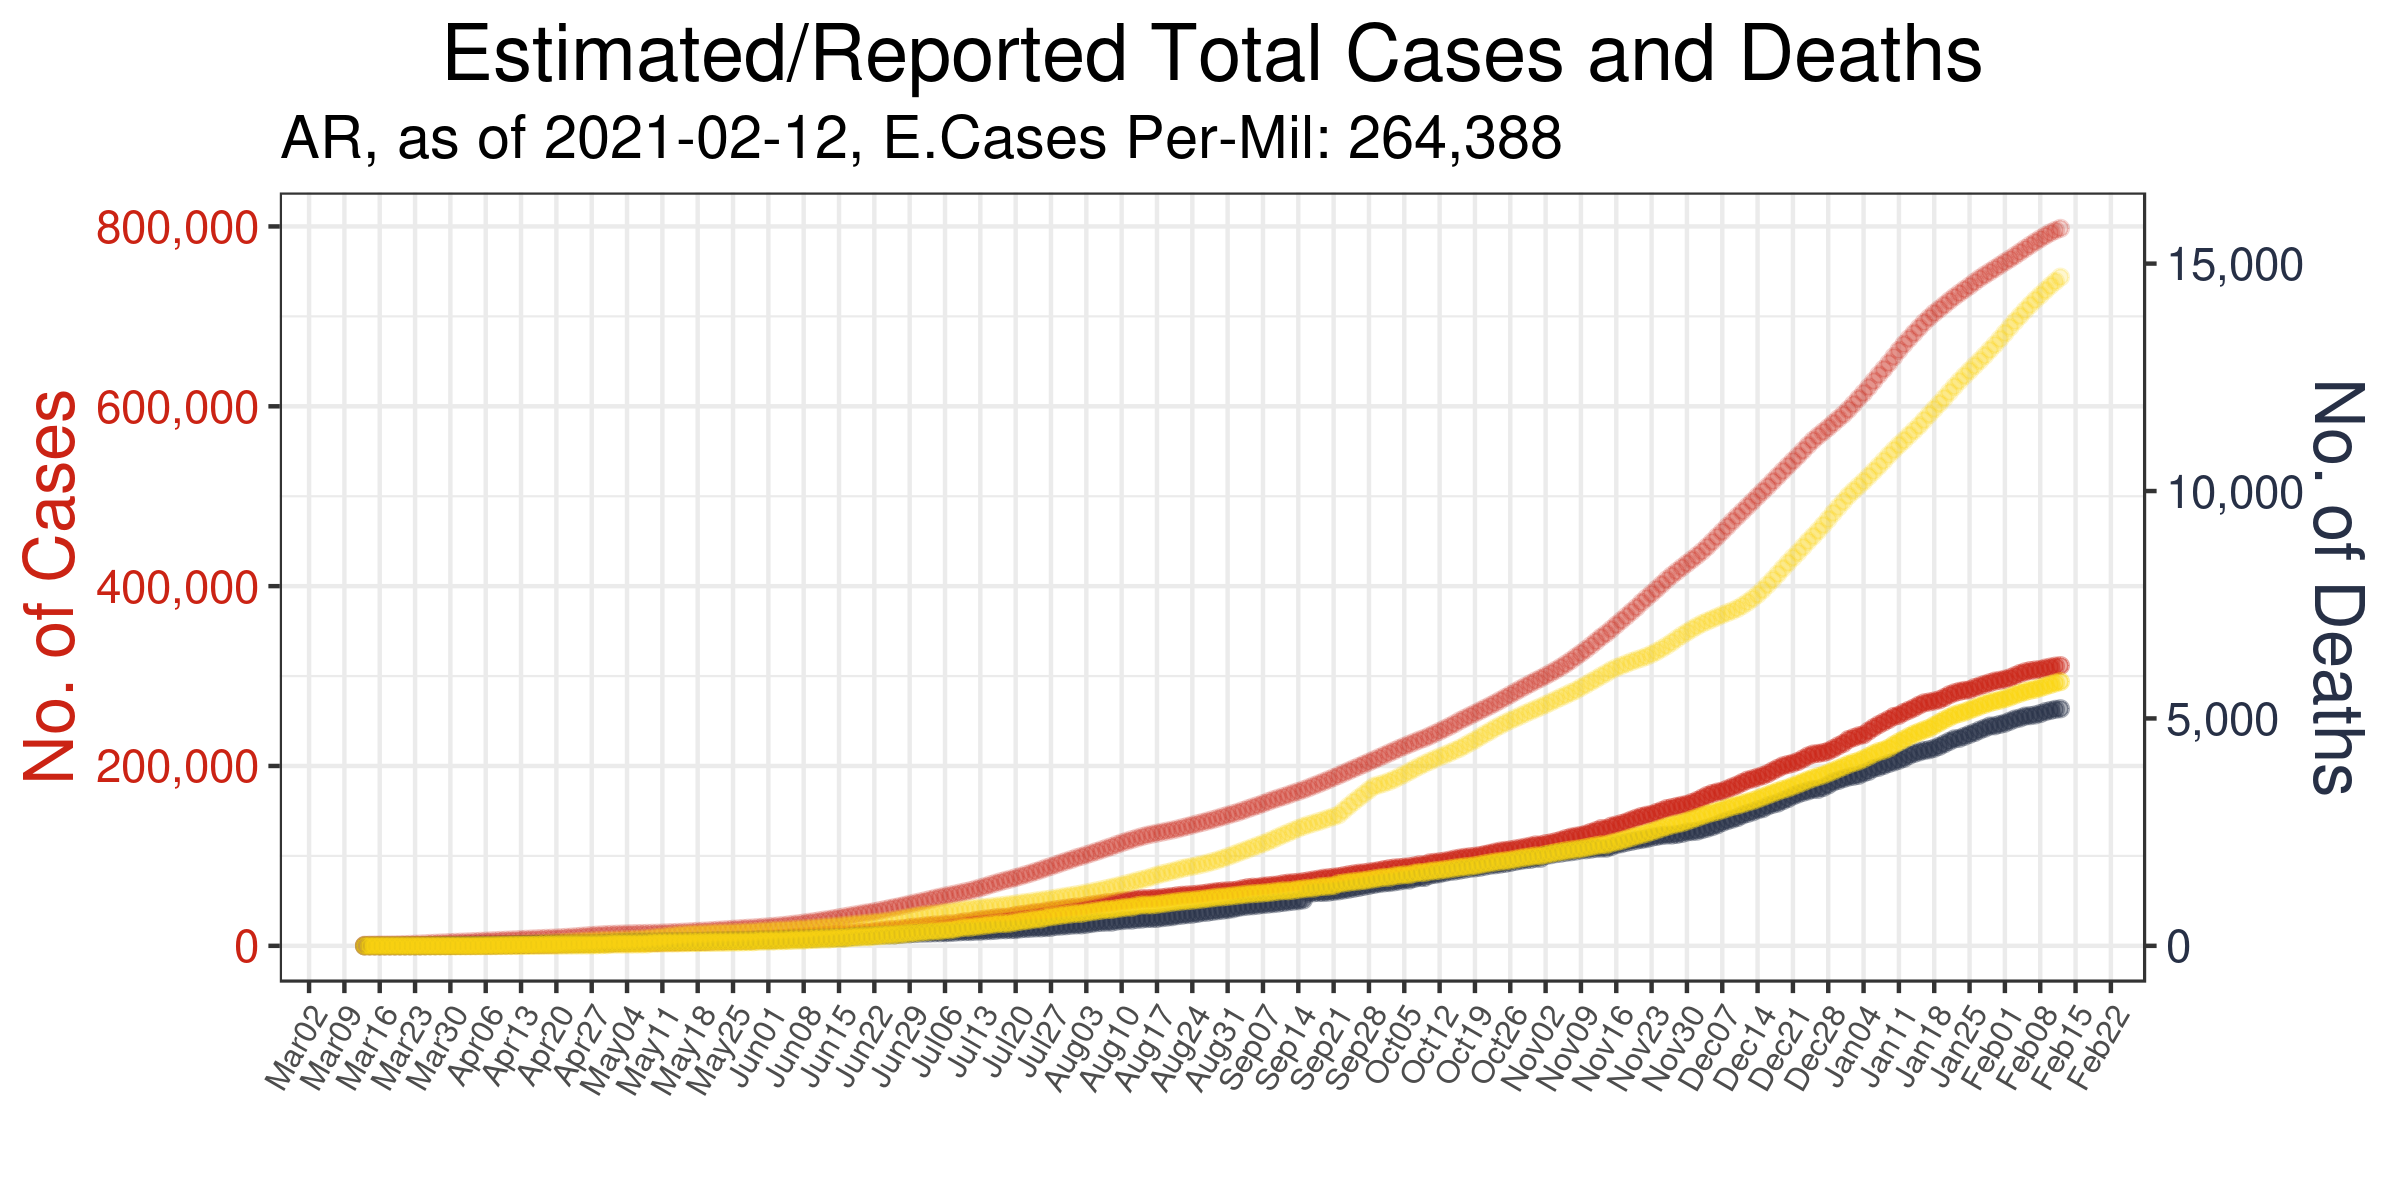 Estimated/Reported Total Cases and Deaths
AR, as of 2021-02-12, E.Cases Per-Mil: 264,388
No. of Cases
800,000
600,000
400,000
200,000
0
15,000
10,000
5,000
0
No. of Deaths
Mar02
Mar09
Mar16
Mar23
Mar30
Apr06
Apr13
Apr20
Apr27
May04
May11
May18
May25
Jun01
Jun08
Jun15
Jun22
Jun29
Jul06
Jul13
Jul20
Jul27
Aug03
Aug10
Aug17
Aug24
Aug31
Sep07
Sep14
Sep21
Sep28
Oct05
Oct12
Oct19
Oct26
Nov02
Nov09
Nov16
Nov23
Nov30
Dec07
Dec14
Dec21
Dec28
Jan04
Jan11
Jan18
Jan25
Feb01
Feb08
Feb15
Feb22